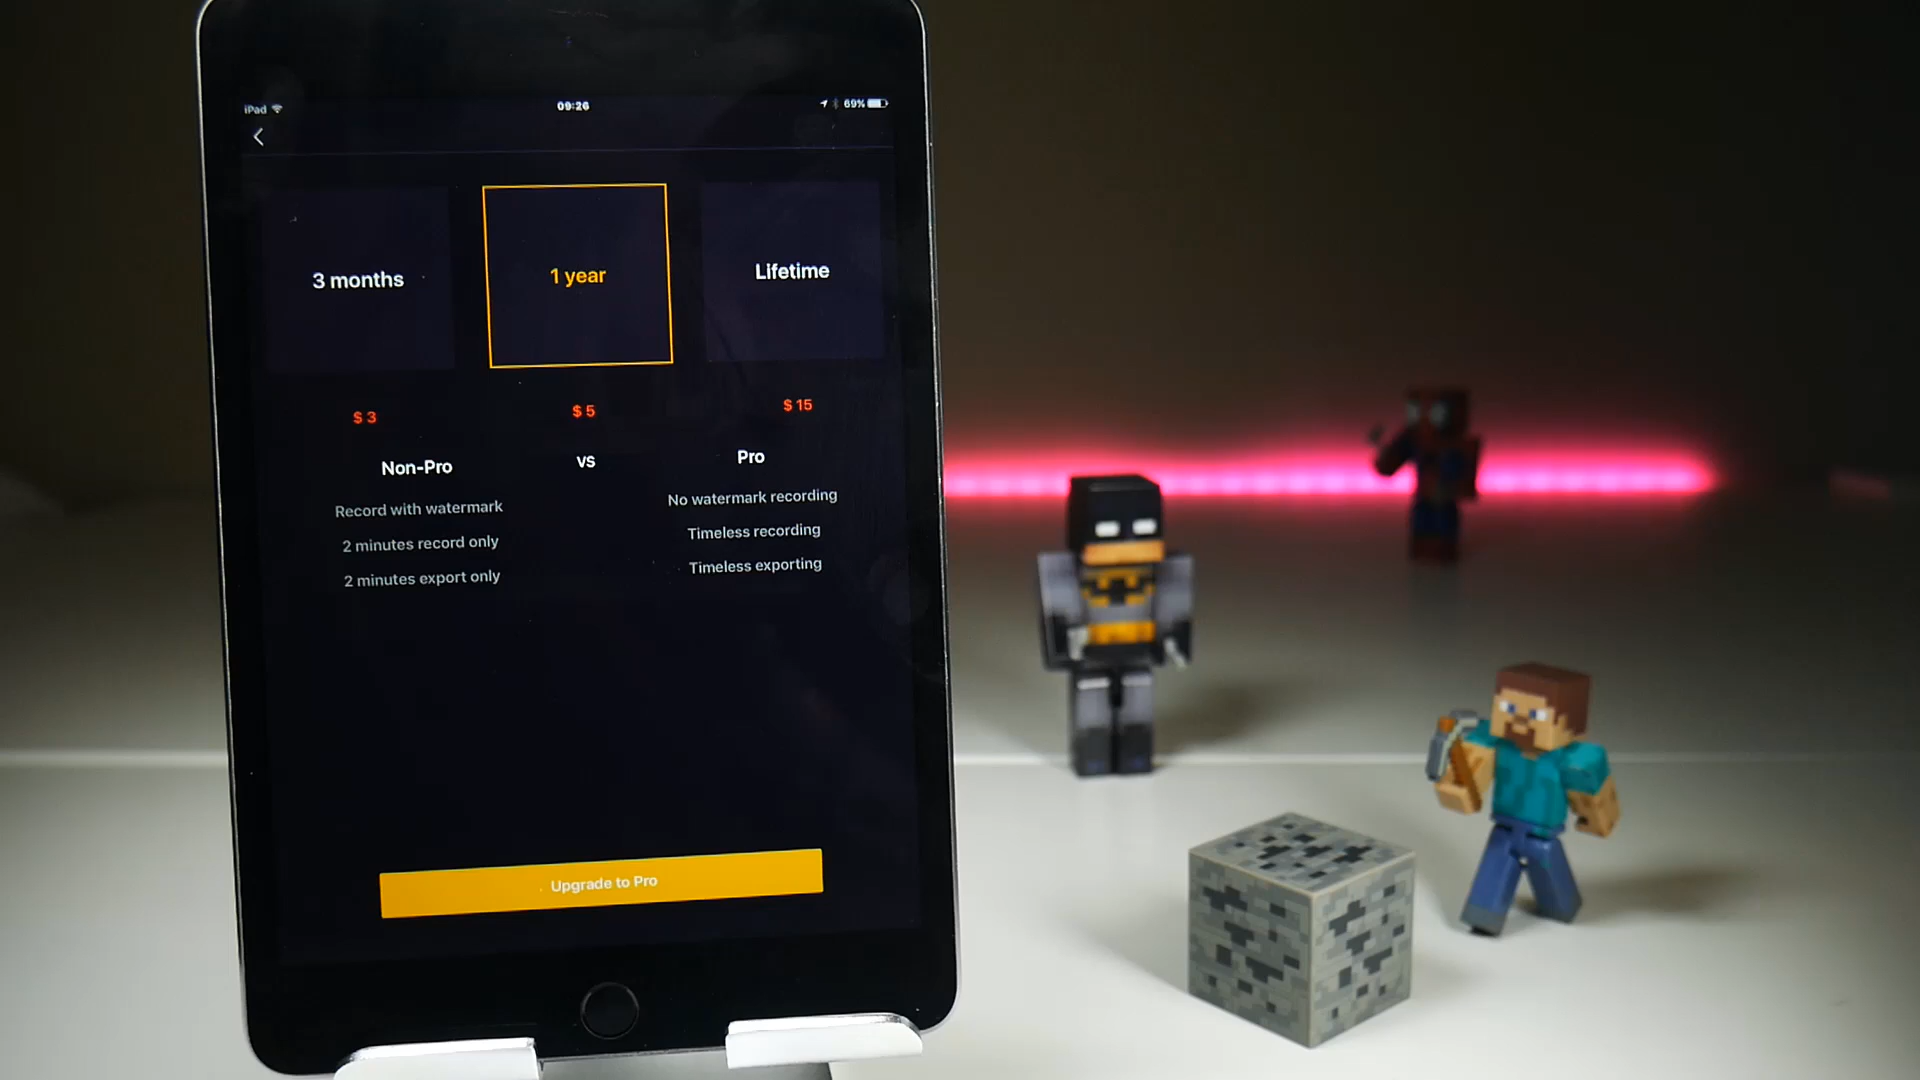 iPad 09:26 69%
3 months 1 year Lifetime
$ 3 $ 5 $ 15
Non-Pro vs Pro
Record with watermark No watermark recording
2 minutes record only Timeless recording
2 minutes export only Timeless exporting
Upgrade to Pro